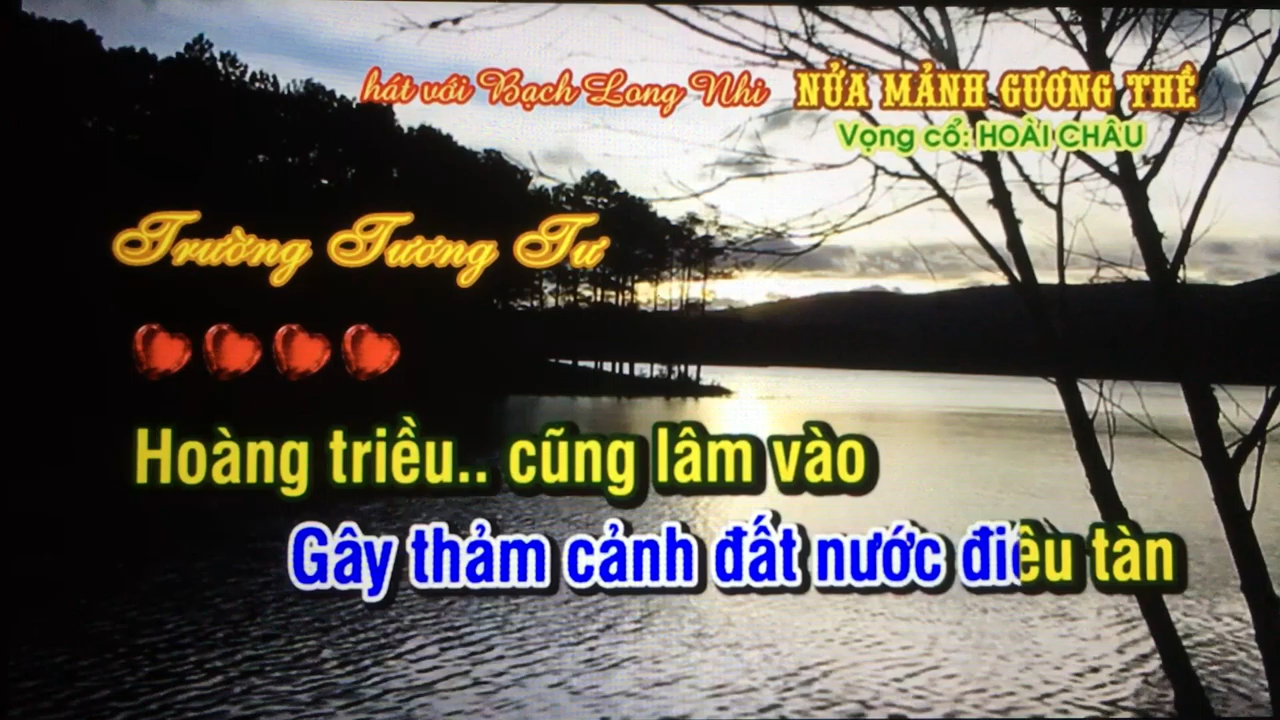 hát với Bạch Long Nhi NỬA MẢNH GƯƠNG THỀ
Vọng cổ: HOÀI CHÂU
Trường Tương Tư
Hoàng triều.. cũng lâm vào
Gây thảm cảnh đất nước điêu tàn